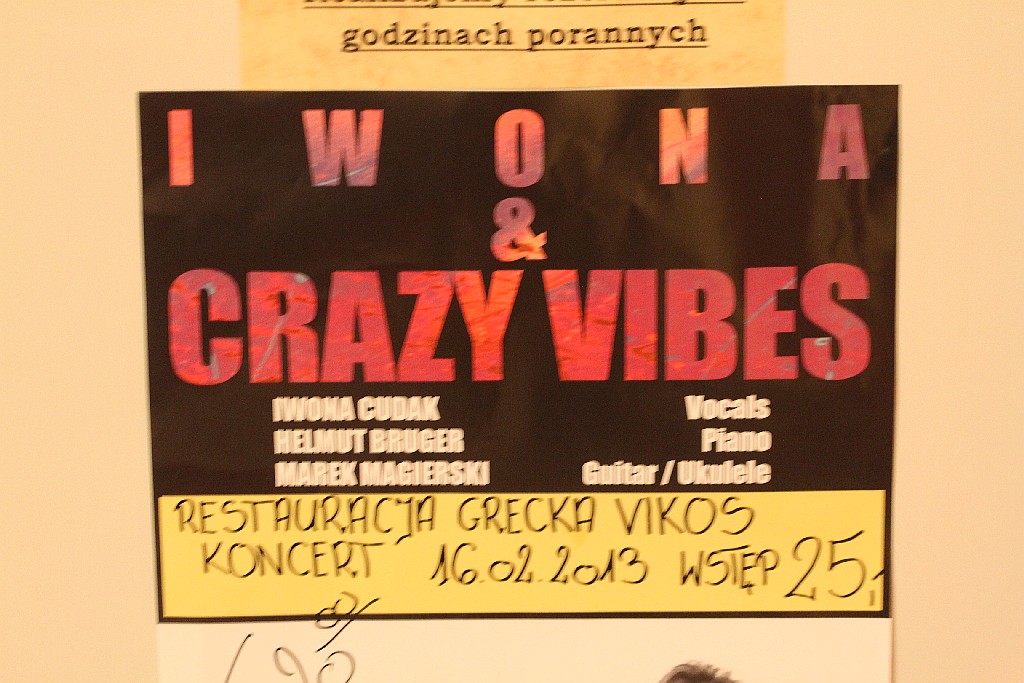 godzinach porannych
IWONA
&
CRAZY VIBES
IWONA CUDAK Vocals
HELMUT BRUGER Piano
MAREK MAGIERSKI Guitar / Ukulele
RESTAURACJA GRECKA VIKOS
KONCERT 16.02.2013 WSTĘP 25,-